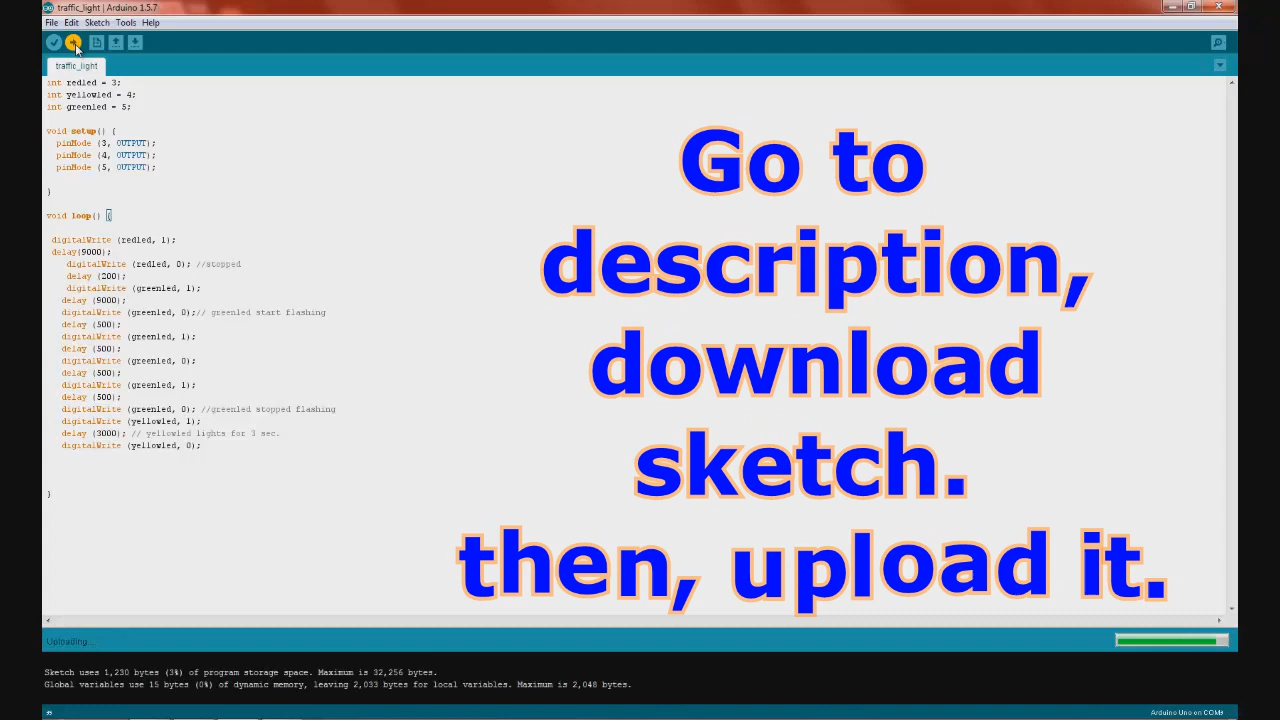 traffic_light | Arduino 1.5.7
File Edit Sketch Tools Help
traffic_light
int redled = 3;
int yellowled = 4;
int greenled = 5;
void setup() {
pinMode (3, OUTPUT);
pinMode (4, OUTPUT);
pinMode (5, OUTPUT);
}
void loop() {
digitalWrite (redled, 1);
delay(9000);
digitalWrite (redled, 0); //stopped
delay (200);
digitalWrite (greenled, 1);
delay (9000);
digitalWrite (greenled, 0);// greenled start flashing
delay (500);
digitalWrite (greenled, 1);
delay (500);
digitalWrite (greenled, 0);
delay (500);
digitalWrite (greenled, 1);
delay (500);
digitalWrite (greenled, 0); //greenled stopped flashing
digitalWrite (yellowled, 1);
delay (3000); // yellowled lights for 3 sec.
digitalWrite (yellowled, 0);
}
Go to
description,
download
sketch.
then, upload it.
Uploading...
Sketch uses 1,230 bytes (3%) of program storage space. Maximum is 32,256 bytes.
Global variables use 15 bytes (0%) of dynamic memory, leaving 2,033 bytes for local variables. Maximum is 2,048 bytes.
Arduino Uno on COM9